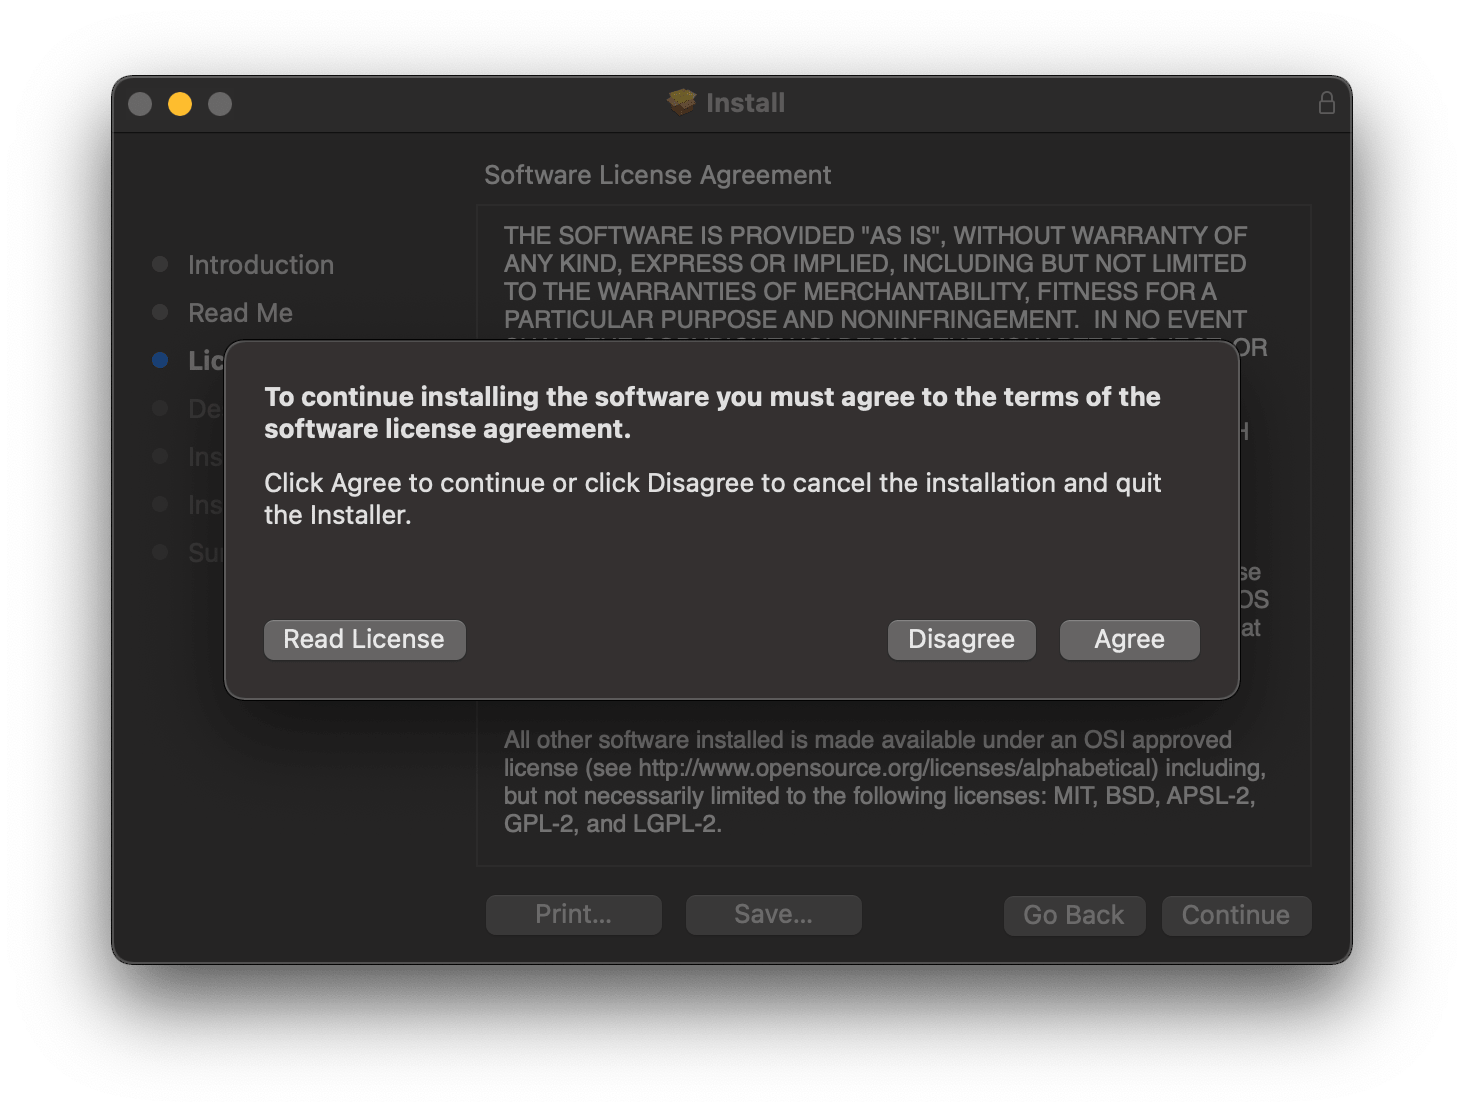 Install
Software License Agreement
Introduction
Read Me
Lic
De
Ins
Ins
Su
THE SOFTWARE IS PROVIDED "AS IS", WITHOUT WARRANTY OF
ANY KIND, EXPRESS OR IMPLIED, INCLUDING BUT NOT LIMITED
TO THE WARRANTIES OF MERCHANTABILITY, FITNESS FOR A
PARTICULAR PURPOSE AND NONINFRINGEMENT.  IN NO EVENT
OR
H
To continue installing the software you must agree to the terms of the
software license agreement.
Click Agree to continue or click Disagree to cancel the installation and quit
the Installer.
se
OS
at
Read License
Disagree
Agree
All other software installed is made available under an OSI approved
license (see http://www.opensource.org/licenses/alphabetical) including,
but not necessarily limited to the following licenses: MIT, BSD, APSL-2,
GPL-2, and LGPL-2.
Print...
Save...
Go Back
Continue